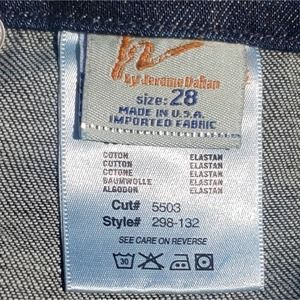 by Jerome Dahan
size: 28
MADE IN U.S.A.
IMPORTED FABRIC
COTON ELASTAN
COTTON ELASTAN
COTONE ELASTAN
BAUMWOLLE ELASTAN
ALGODON ELASTAN
Cut# 5503
Style# 298-132
SEE CARE ON REVERSE
30